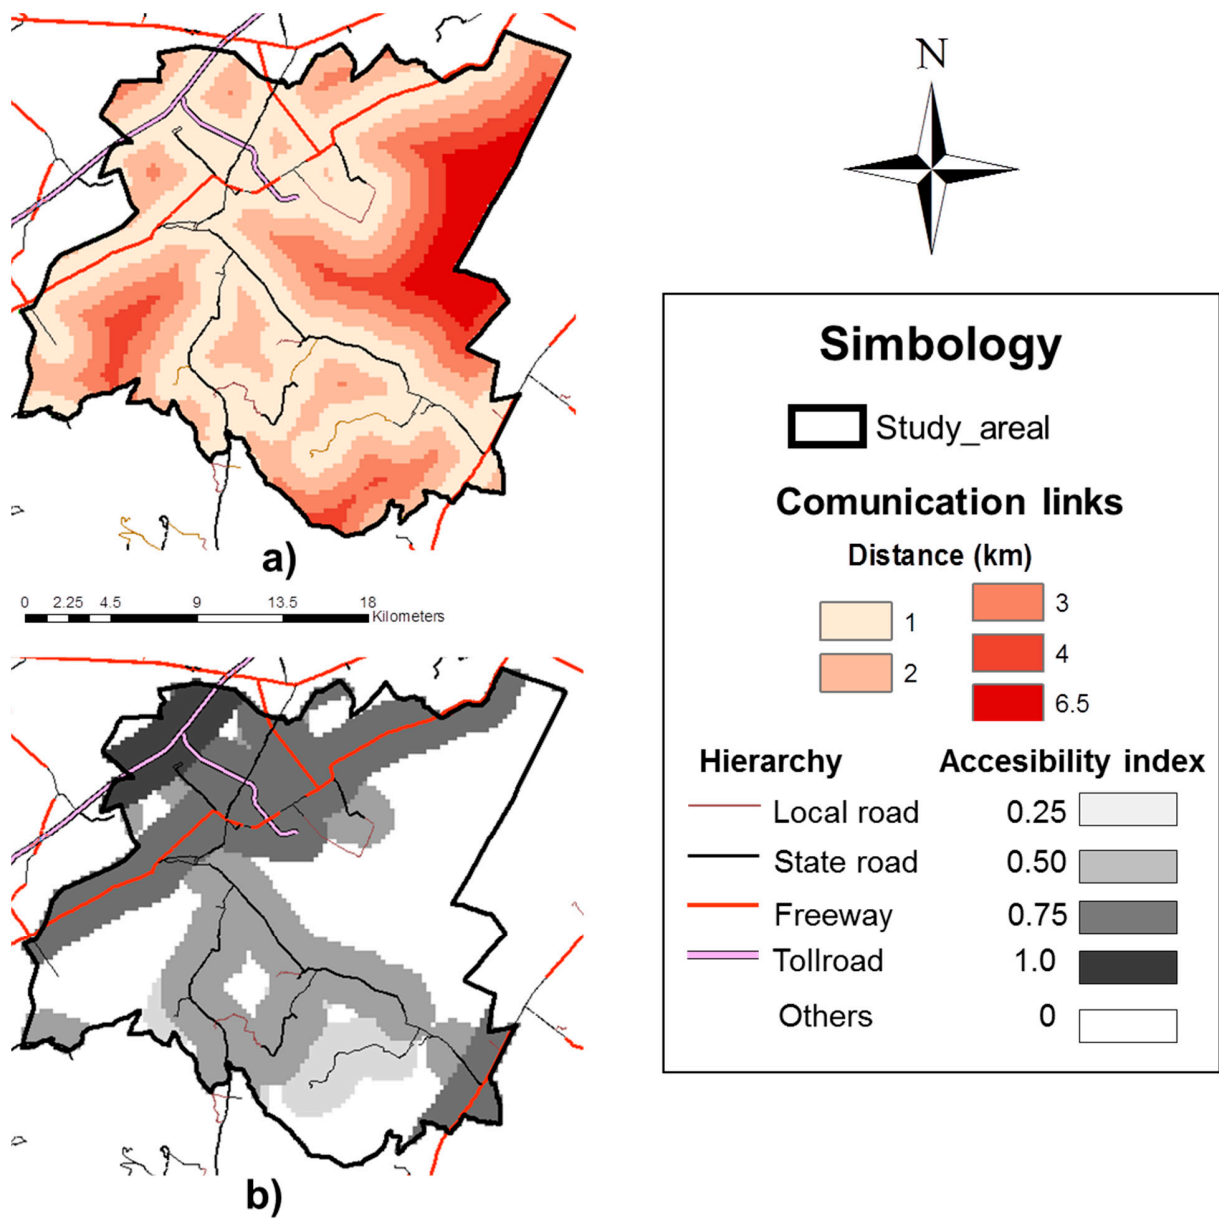 N
a)
0 2.25 4.5 9 13.5 18
Kilometers
b)
Simbology
Study_areal
Comunication links
Distance (km)
1
2
3
4
6.5
Hierarchy Accesibility index
Local road 0.25
State road 0.50
Freeway 0.75
Tollroad 1.0
Others 0